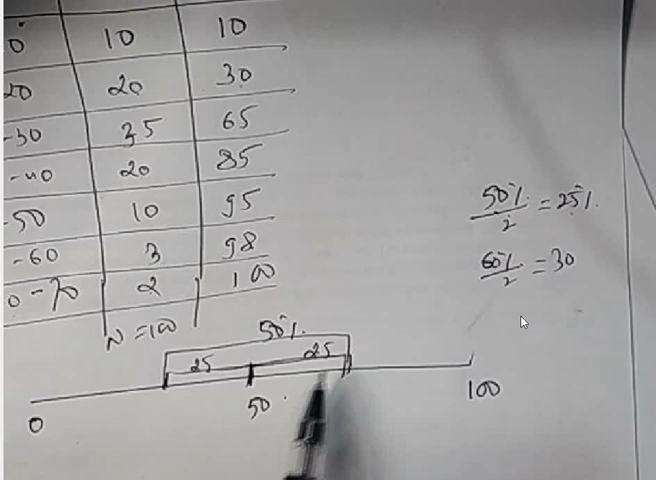 0 10 10
20 20 30
-30 35 65
-40 20 85
-50 10 95
-60 3 98
0-70 2 100
N=100
50% / 2 = 25%
60% / 2 = 30
50%
25 25
0 50 100